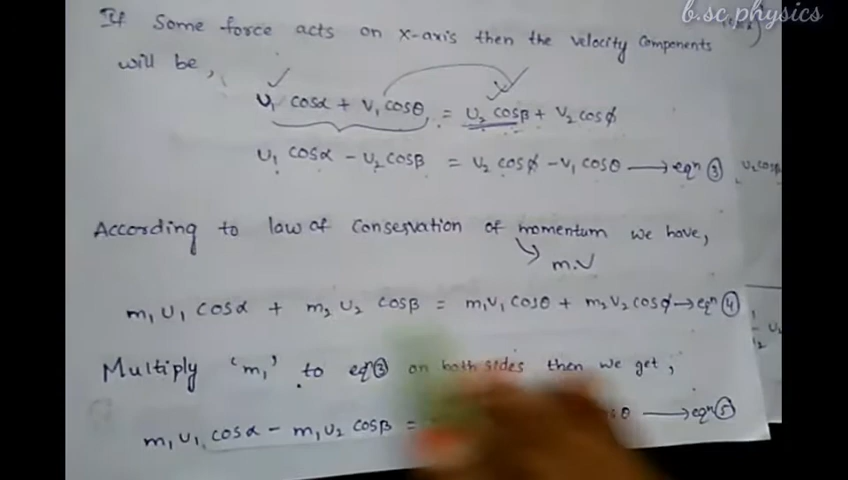 b.sc physics
If Some force acts on X-axis then the velocity Components
will be,
U₁ cosα + V₁ cosθ = U₂ cosβ + V₂ cosϕ
U₁ cosα - U₂ cosβ = V₂ cosϕ - V₁ cosθ → eqⁿ ③
According to law of Conservation of momentum we have,
m.V
m₁ U₁ cosα + m₂ U₂ cosβ = m₁V₁ cosθ + m₂ V₂ cosϕ → eqⁿ ④
Multiply 'm₁' to eq③ on both sides then we get,
m₁ U₁ cosα - m₁ U₂ cosβ = → eqⁿ ⑤